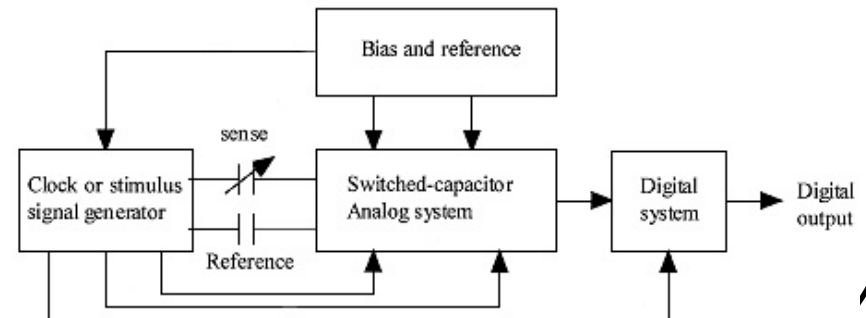 Bias and reference
sense
Clock or stimulus
signal generator
Switched-capacitor
Analog system
Digital
system
Digital
output
Reference